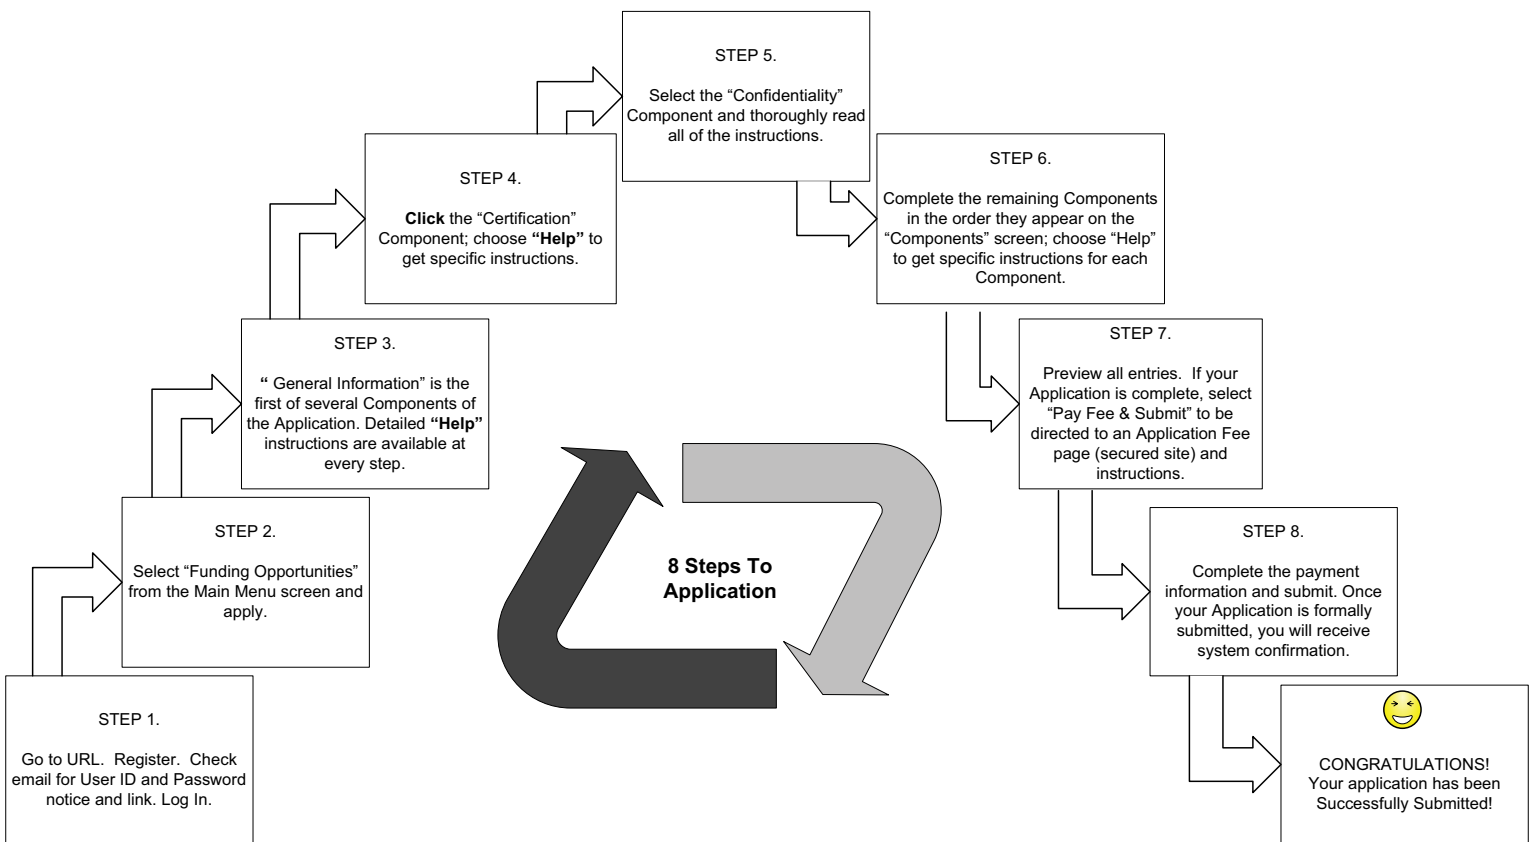 STEP 1.
Go to URL.  Register.  Check
email for User ID and Password
notice and link. Log In.
STEP 2.
Select “Funding Opportunities”
from the Main Menu screen and
apply.
STEP 3.
“ General Information” is the
first of several Components of
the Application. Detailed “Help”
instructions are available at
every step.
STEP 4.
Click the “Certification”
Component; choose “Help” to
get specific instructions.
STEP 5.
Select the “Confidentiality”
Component and thoroughly read
all of the instructions.
STEP 6.
Complete the remaining Components
in the order they appear on the
“Components” screen; choose “Help”
to get specific instructions for each
Component.
STEP 7.
Preview all entries.  If your
Application is complete, select
“Pay Fee & Submit” to be
directed to an Application Fee
page (secured site) and
instructions.
STEP 8.
Complete the payment
information and submit. Once
your Application is formally
submitted, you will receive
system confirmation.
CONGRATULATIONS!
Your application has been
Successfully Submitted!
8 Steps To
Application